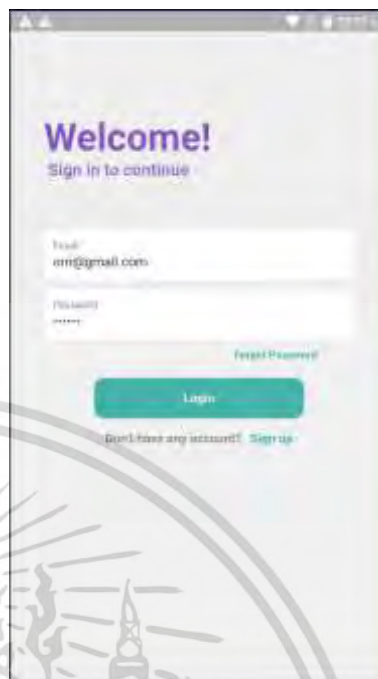 Welcome!
Sign in to continue
Email
om@gmail.com
Password
Forgot Password
Login
Don't have any account? Sign up